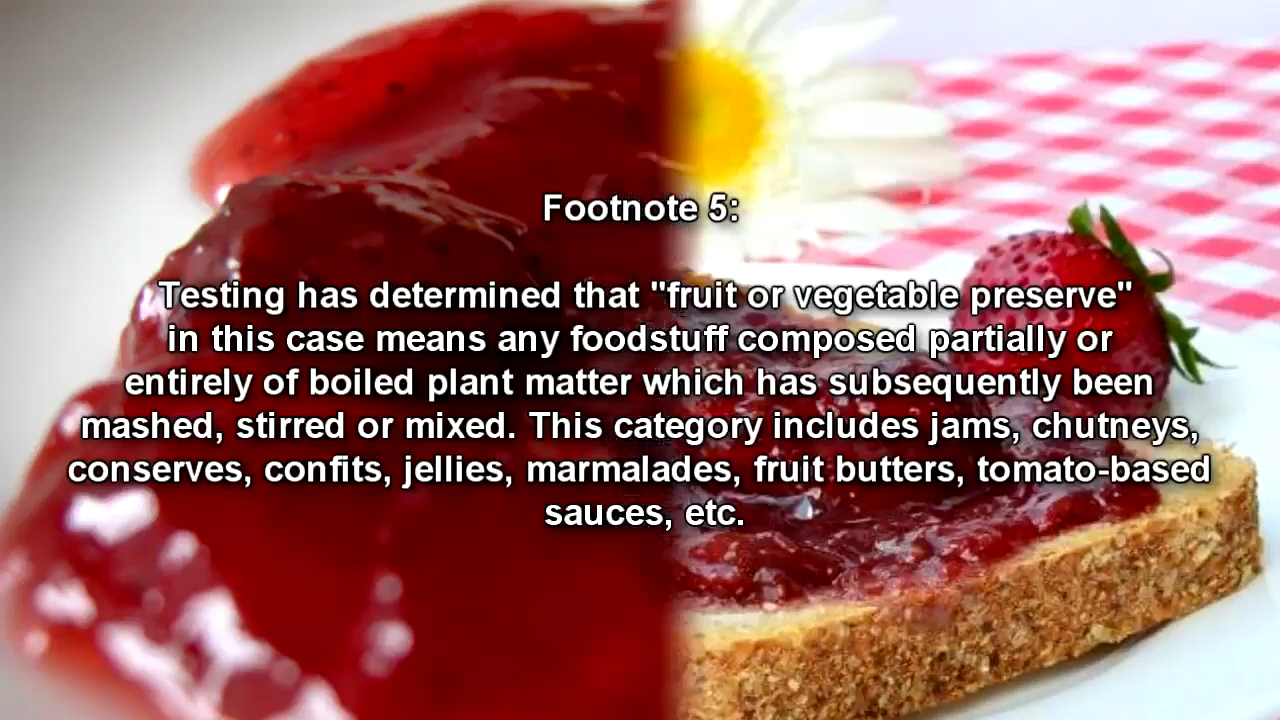 Footnote 5:
Testing has determined that "fruit or vegetable preserve"
in this case means any foodstuff composed partially or
entirely of boiled plant matter which has subsequently been
mashed, stirred or mixed. This category includes jams, chutneys,
conserves, confits, jellies, marmalades, fruit butters, tomato-based
sauces, etc.